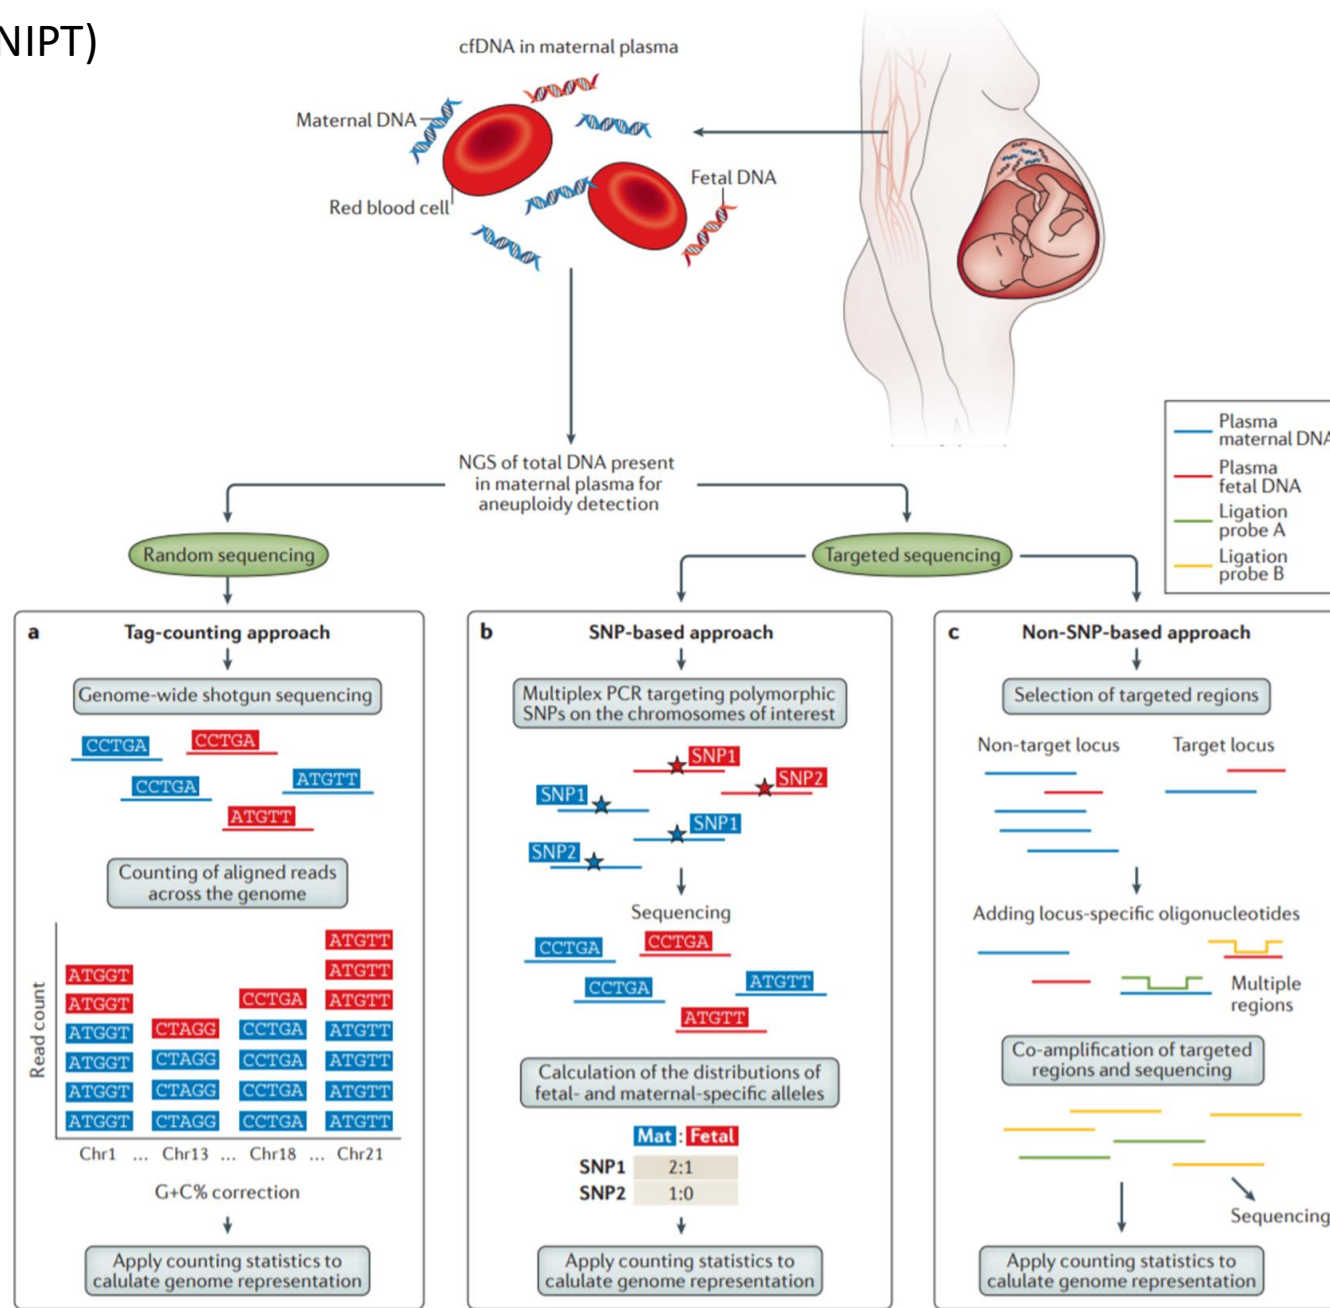 NIPT)
cfDNA in maternal plasma
Maternal DNA
Red blood cell
Fetal DNA
NGS of total DNA present
in maternal plasma for
aneuploidy detection
Plasma
maternal DNA
Plasma
fetal DNA
Ligation
probe A
Ligation
probe B
Random sequencing
Targeted sequencing
a Tag-counting approach
Genome-wide shotgun sequencing
CCTGA CCTGA
CCTGA ATGTT
ATGTT
Counting of aligned reads
across the genome
Read count
ATGTT
ATGGT ATGTT
ATGGT CCTGA ATGTT
ATGGT CTAGG CCTGA ATGTT
ATGGT CTAGG CCTGA ATGTT
ATGGT CTAGG CCTGA ATGTT
ATGGT CTAGG CCTGA ATGTT
Chr1 ... Chr13 ... Chr18 ... Chr21
G+C% correction
Apply counting statistics to
calulate genome representation
b SNP-based approach
Multiplex PCR targeting polymorphic
SNPs on the chromosomes of interest
SNP1
SNP2
SNP1
SNP1
SNP2
Sequencing
CCTGA CCTGA
CCTGA ATGTT
ATGTT
Calculation of the distributions of
fetal- and maternal-specific alleles
Mat : Fetal
SNP1 2:1
SNP2 1:0
Apply counting statistics to
calulate genome representation
c Non-SNP-based approach
Selection of targeted regions
Non-target locus Target locus
Adding locus-specific oligonucleotides
Multiple
regions
Co-amplification of targeted
regions and sequencing
Sequencing
Apply counting statistics to
calulate genome representation